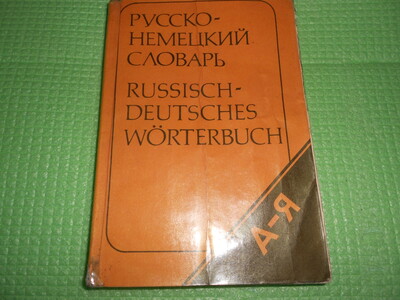 РУССКО-
НЕМЕЦКИЙ
СЛОВАРЬ
RUSSISCH-
DEUTSCHES
WÖRTERBUCH
А-Я